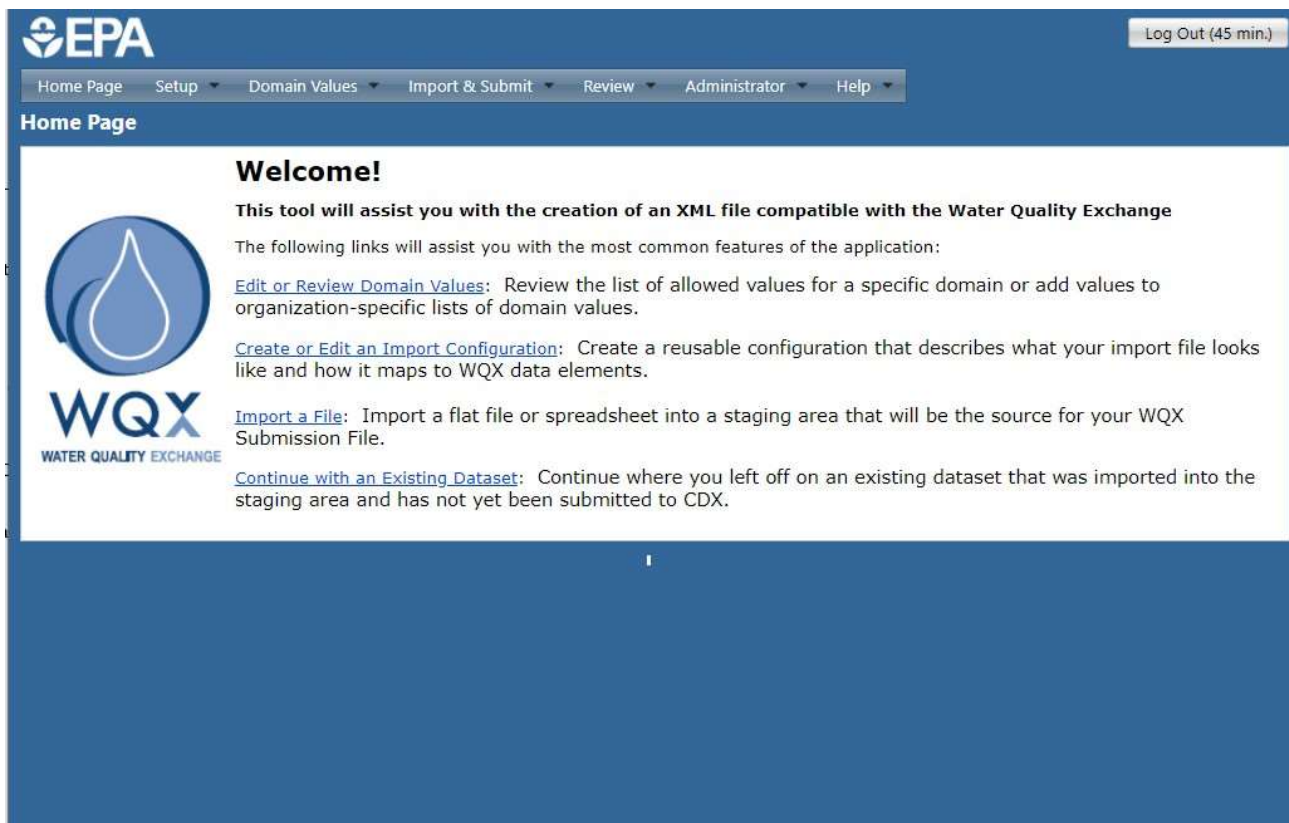 EPA
Log Out (45 min.)
Home Page Setup Domain Values Import & Submit Review Administrator Help
Home Page
Welcome!
This tool will assist you with the creation of an XML file compatible with the Water Quality Exchange
The following links will assist you with the most common features of the application:
Edit or Review Domain Values: Review the list of allowed values for a specific domain or add values to
organization-specific lists of domain values.
Create or Edit an Import Configuration: Create a reusable configuration that describes what your import file looks
like and how it maps to WQX data elements.
Import a File: Import a flat file or spreadsheet into a staging area that will be the source for your WQX
Submission File.
Continue with an Existing Dataset: Continue where you left off on an existing dataset that was imported into the
staging area and has not yet been submitted to CDX.
WQX
WATER QUALITY EXCHANGE